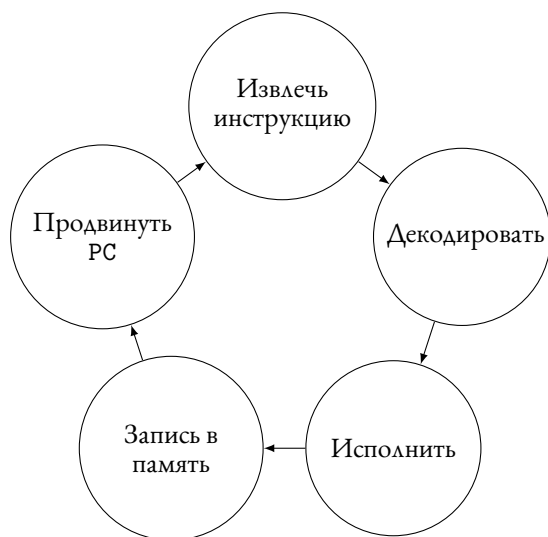 Извлечь
инструкцию
Декодировать
Исполнить
Запись в
память
Продвинуть
PC